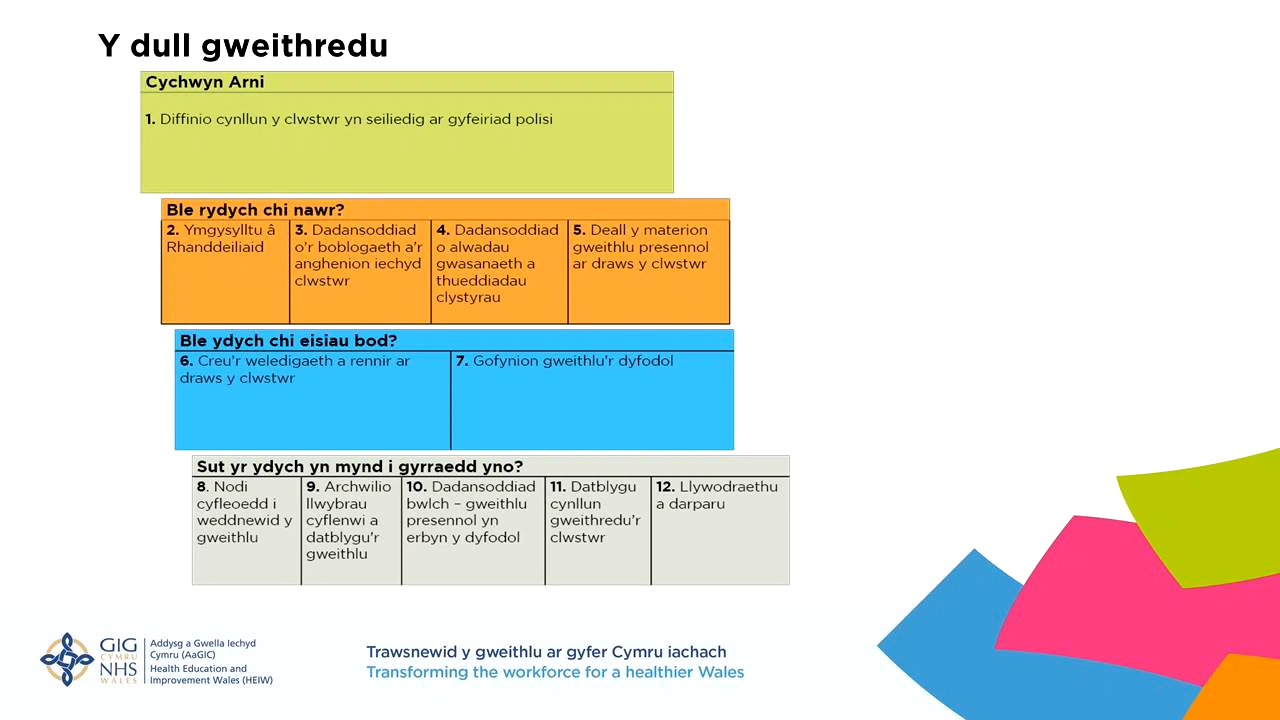 Y dull gweithredu
Cychwyn Arni
1. Diffinio cynllun y clwstwr yn seiliedig ar gyfeiriad polisi
Ble rydych chi nawr?
2. Ymgysylltu â
Rhanddeiliaid
3. Dadansoddiad
o'r boblogaeth a'r
anghenion iechyd
clwstwr
4. Dadansoddiad
o alwadau
gwasanaeth a
thueddiadau
clystyrau
5. Deall y materion
gweithlu presennol
ar draws y clwstwr
Ble ydych chi eisiau bod?
6. Creu'r weledigaeth a rennir ar
draws y clwstwr
7. Gofynion gweithlu'r dyfodol
Sut yr ydych yn mynd i gyrraedd yno?
8. Nodi
cyfleoedd i
weddnewid y
gweithlu
9. Archwilio
llwybrau
cyflenwi a
datblygu'r
gweithlu
10. Dadansoddiad
bwlch – gweithlu
presennol yn
erbyn y dyfodol
11. Datblygu
cynllun
gweithredu'r
clwstwr
12. Llywodraethu
a darparu
GIG
CYMRU
NHS
WALES
Addysg a Gwella Iechyd
Cymru (AaGIC)
Health Education and
Improvement Wales (HEIW)
Trawsnewid y gweithlu ar gyfer Cymru iachach
Transforming the workforce for a healthier Wales